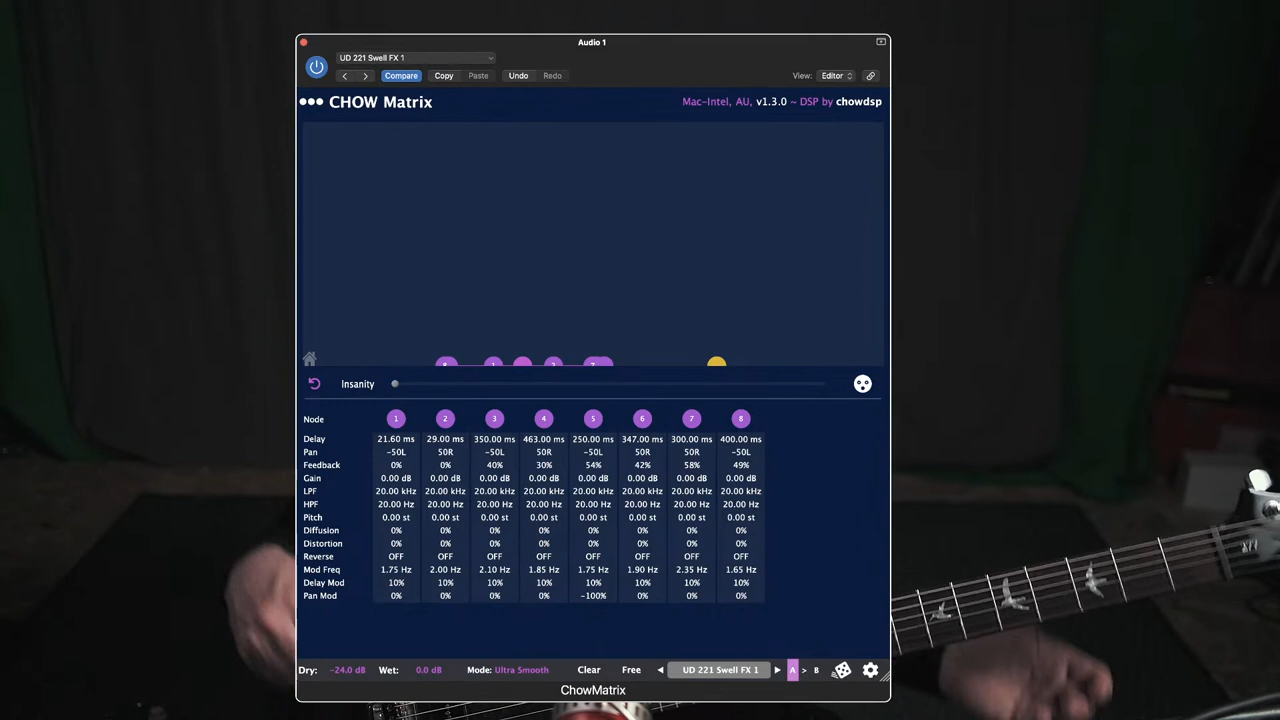 Audio 1
UD 221 Swell FX 1
Compare Copy Paste Undo Redo View: Editor
CHOW Matrix Mac-Intel, AU, v1.3.0 ~ DSP by chowdsp
8 1 3 7
Insanity
Node 1 2 3 4 5 6 7 8
Delay 21.60 ms 29.00 ms 350.00 ms 463.00 ms 250.00 ms 347.00 ms 300.00 ms 400.00 ms
Pan -50L 50R -50L 50R -50L 50R 50R -50L
Feedback 0% 0% 40% 30% 54% 42% 58% 49%
Gain 0.00 dB 0.00 dB 0.00 dB 0.00 dB 0.00 dB 0.00 dB 0.00 dB 0.00 dB
LPF 20.00 kHz 20.00 kHz 20.00 kHz 20.00 kHz 20.00 kHz 20.00 kHz 20.00 kHz 20.00 kHz
HPF 20.00 Hz 20.00 Hz 20.00 Hz 20.00 Hz 20.00 Hz 20.00 Hz 20.00 Hz 20.00 Hz
Pitch 0.00 st 0.00 st 0.00 st 0.00 st 0.00 st 0.00 st 0.00 st 0.00 st
Diffusion 0% 0% 0% 0% 0% 0% 0% 0%
Distortion 0% 0% 0% 0% 0% 0% 0% 0%
Reverse OFF OFF OFF OFF OFF OFF OFF OFF
Mod Freq 1.75 Hz 2.00 Hz 2.10 Hz 1.85 Hz 1.75 Hz 1.90 Hz 2.35 Hz 1.65 Hz
Delay Mod 10% 10% 10% 10% 10% 10% 10% 10%
Pan Mod 0% 0% 0% 0% -100% 0% 0% 0%
Dry: -24.0 dB Wet: 0.0 dB Mode: Ultra Smooth Clear Free UD 221 Swell FX 1 A > B
ChowMatrix